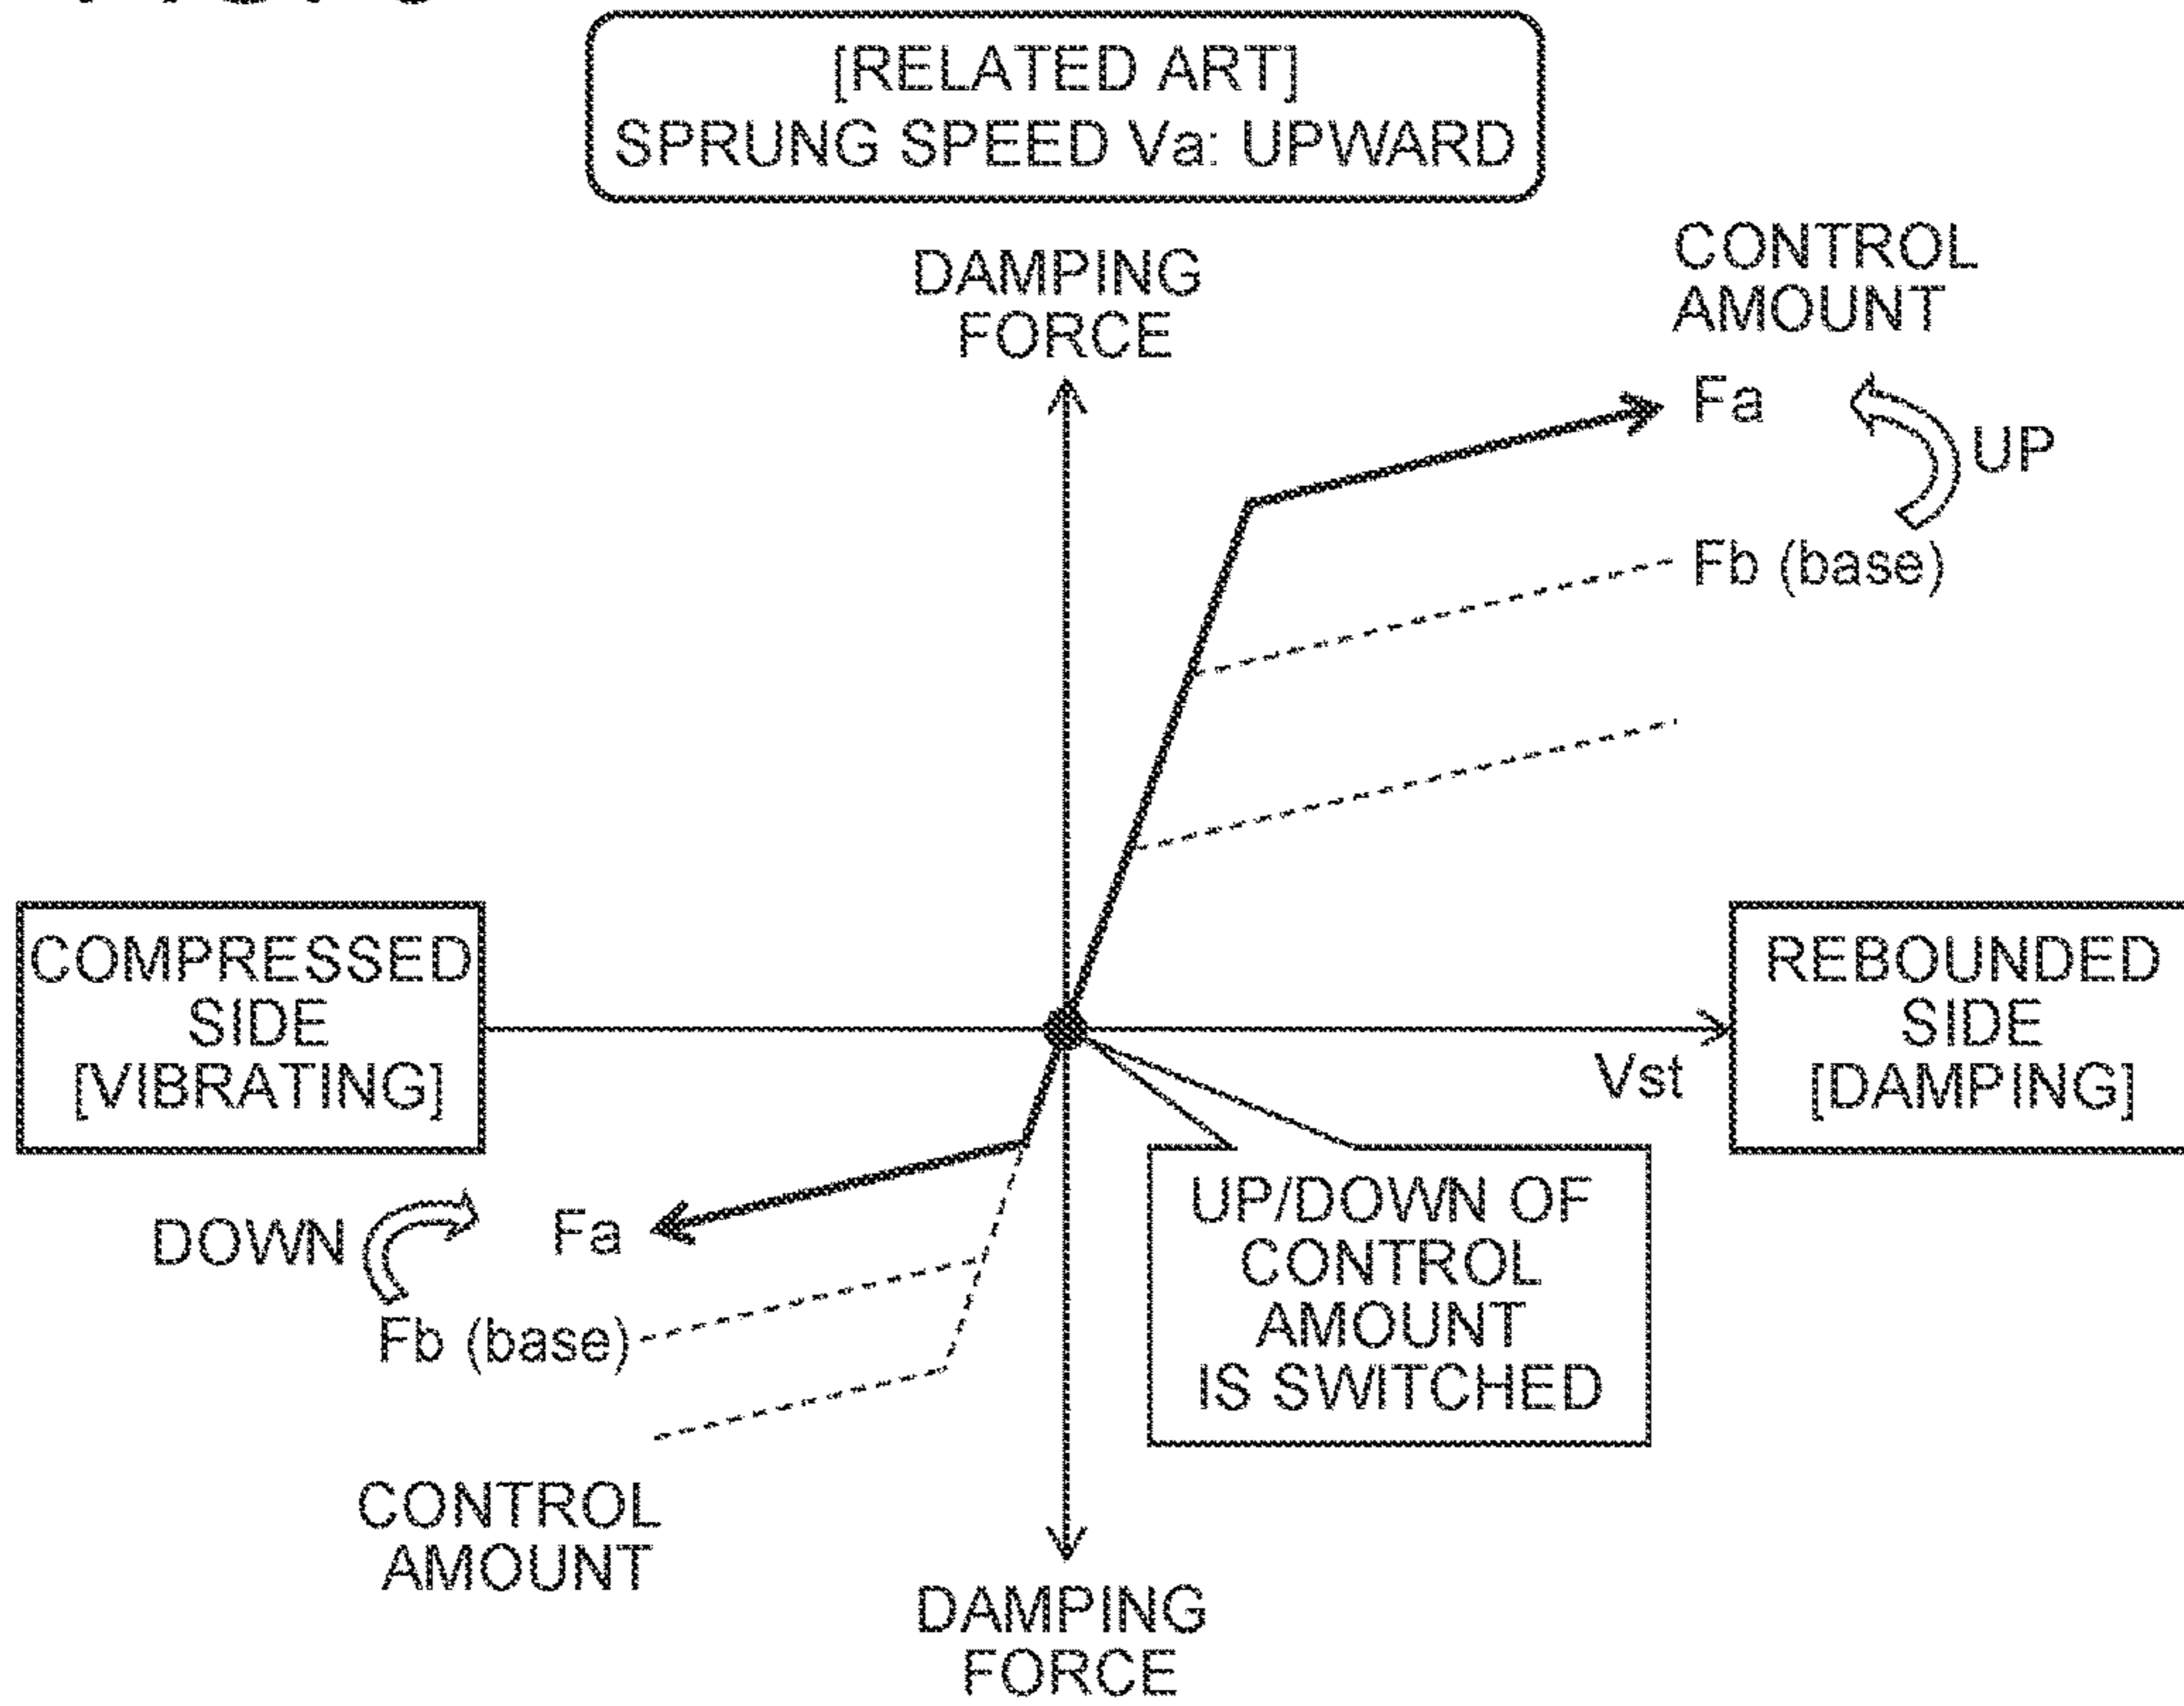 [RELATED ART]
SPRUNG SPEED Va: UPWARD
DAMPING
FORCE
CONTROL
AMOUNT
Fa
UP
Fb (base)
COMPRESSED
SIDE
[VIBRATING]
REBOUNDED
SIDE
[DAMPING]
Vst
UP/DOWN OF
CONTROL
AMOUNT
IS SWITCHED
DOWN
Fa
Fb (base)
CONTROL
AMOUNT
DAMPING
FORCE